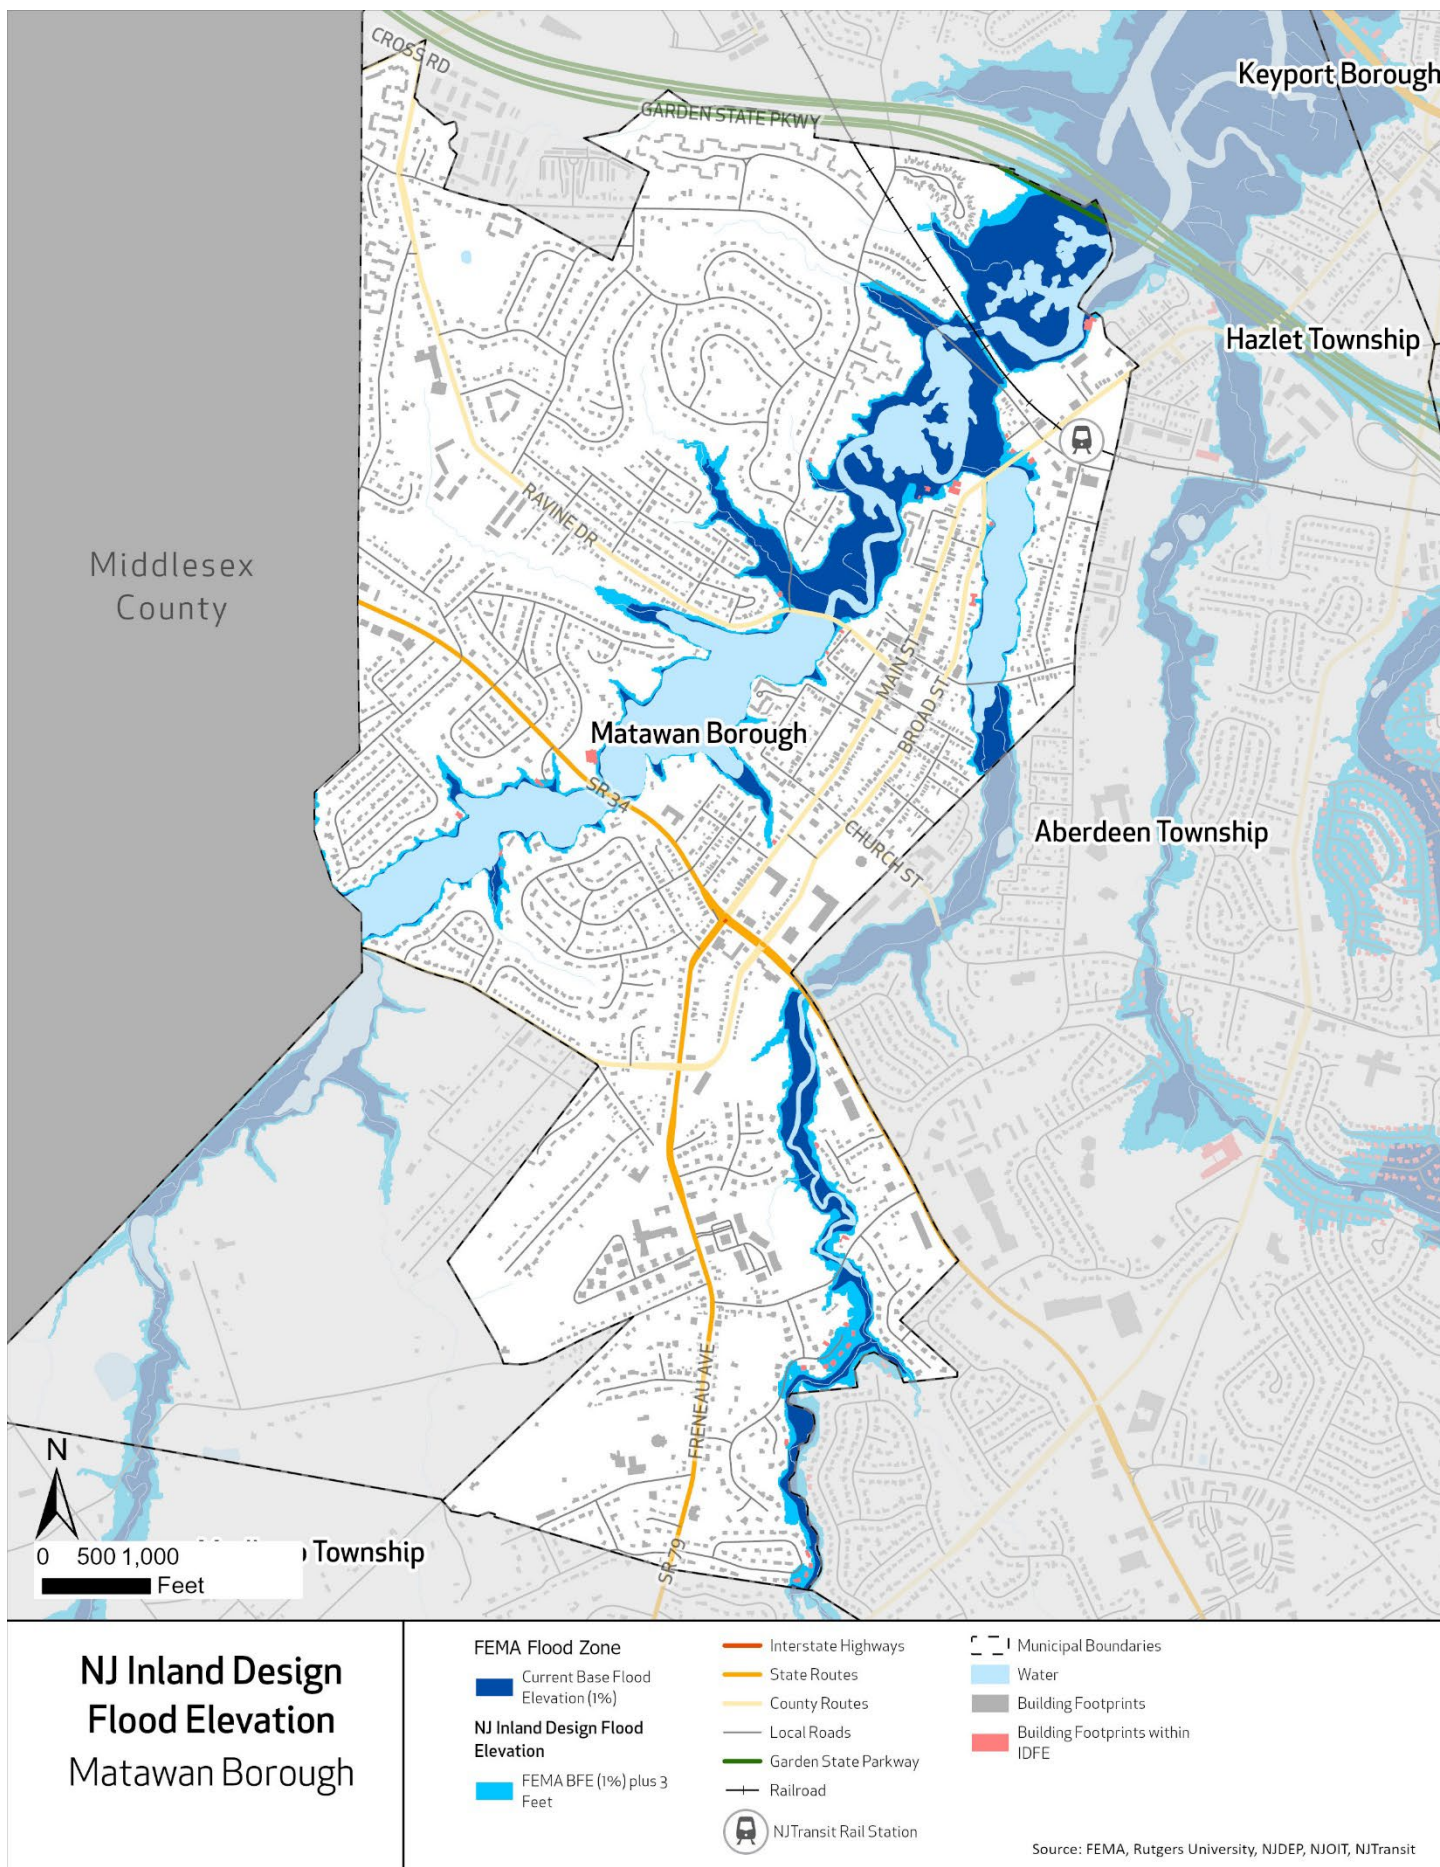 CROSS RD
Keyport Borough
GARDEN STATE PKWY
Hazlet Township
RAVINE DR
Middlesex
County
MAIN ST
BROAD ST
Matawan Borough
SR 34
CHURCH ST
Aberdeen Township
FRENEAU AVE
SR 79
N
Township
0 500 1,000
Feet
NJ Inland Design
Flood Elevation
Matawan Borough
FEMA Flood Zone
Current Base Flood
Elevation (1%)
NJ Inland Design Flood
Elevation
FEMA BFE (1%) plus 3
Feet
Interstate Highways
State Routes
County Routes
Local Roads
Garden State Parkway
Railroad
NJTransit Rail Station
Municipal Boundaries
Water
Building Footprints
Building Footprints within
IDFE
Source: FEMA, Rutgers University, NJDEP, NJOIT, NJTransit